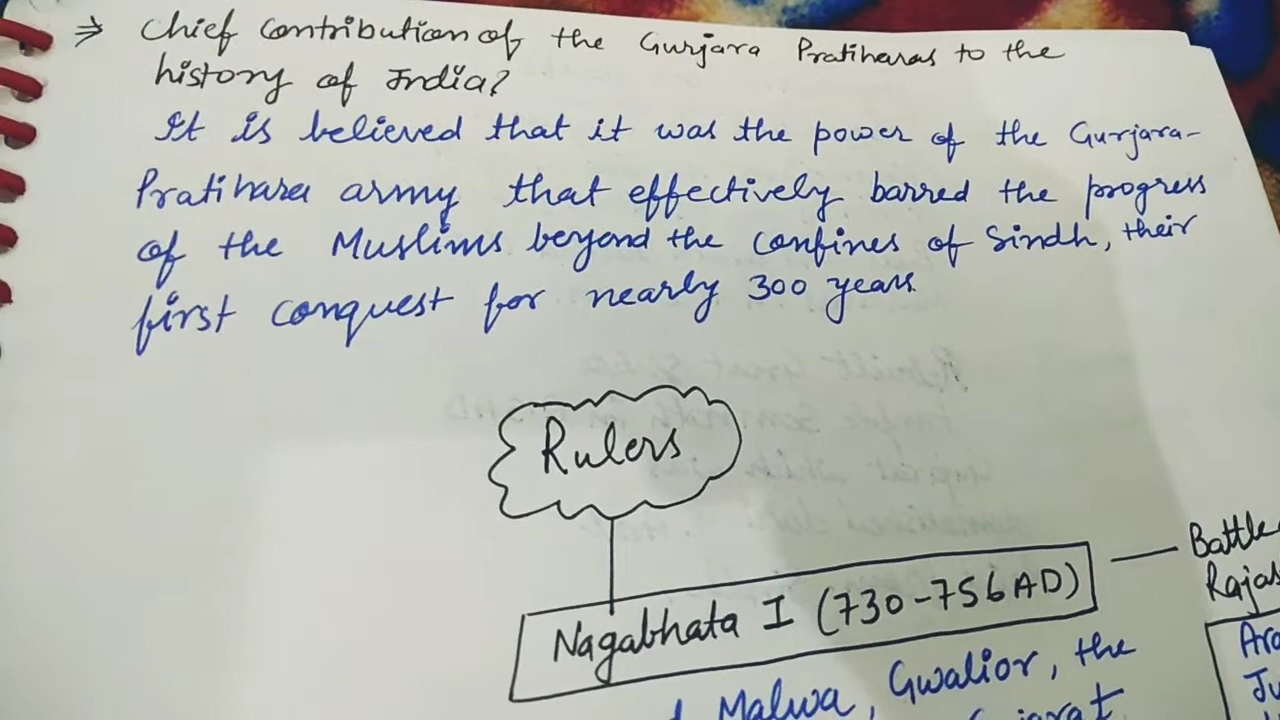 ⇒ Chief Contribution of the Gurjara Pratiharas to the
history of India?
It is believed that it was the power of the Gurjara-
Pratihara army that effectively barred the progress
of the Muslims beyond the confines of Sindh, their
first conquest for nearly 300 years.
Rulers
Nagabhata I (730-756AD)
Battle
Rajas
Malwa, Gwalior, the